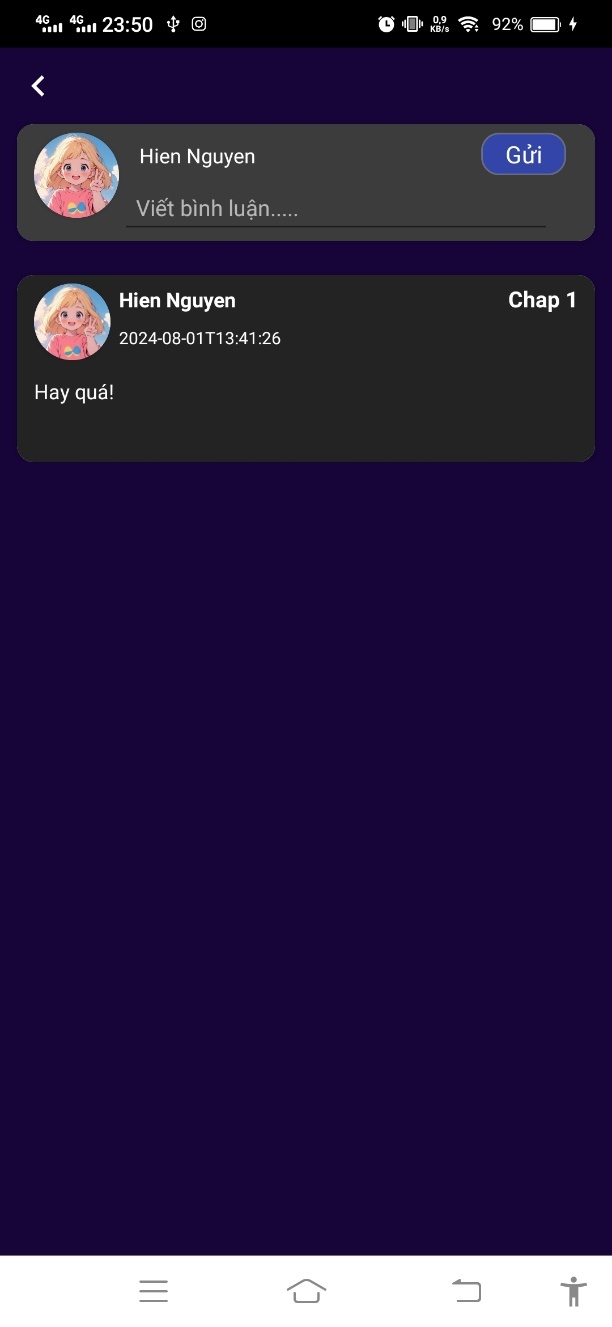 4G 4G 23:50 0,9 KB/s 92%
Hien Nguyen Gửi
Viết bình luận.....
Hien Nguyen Chap 1
2024-08-01T13:41:26
Hay quá!